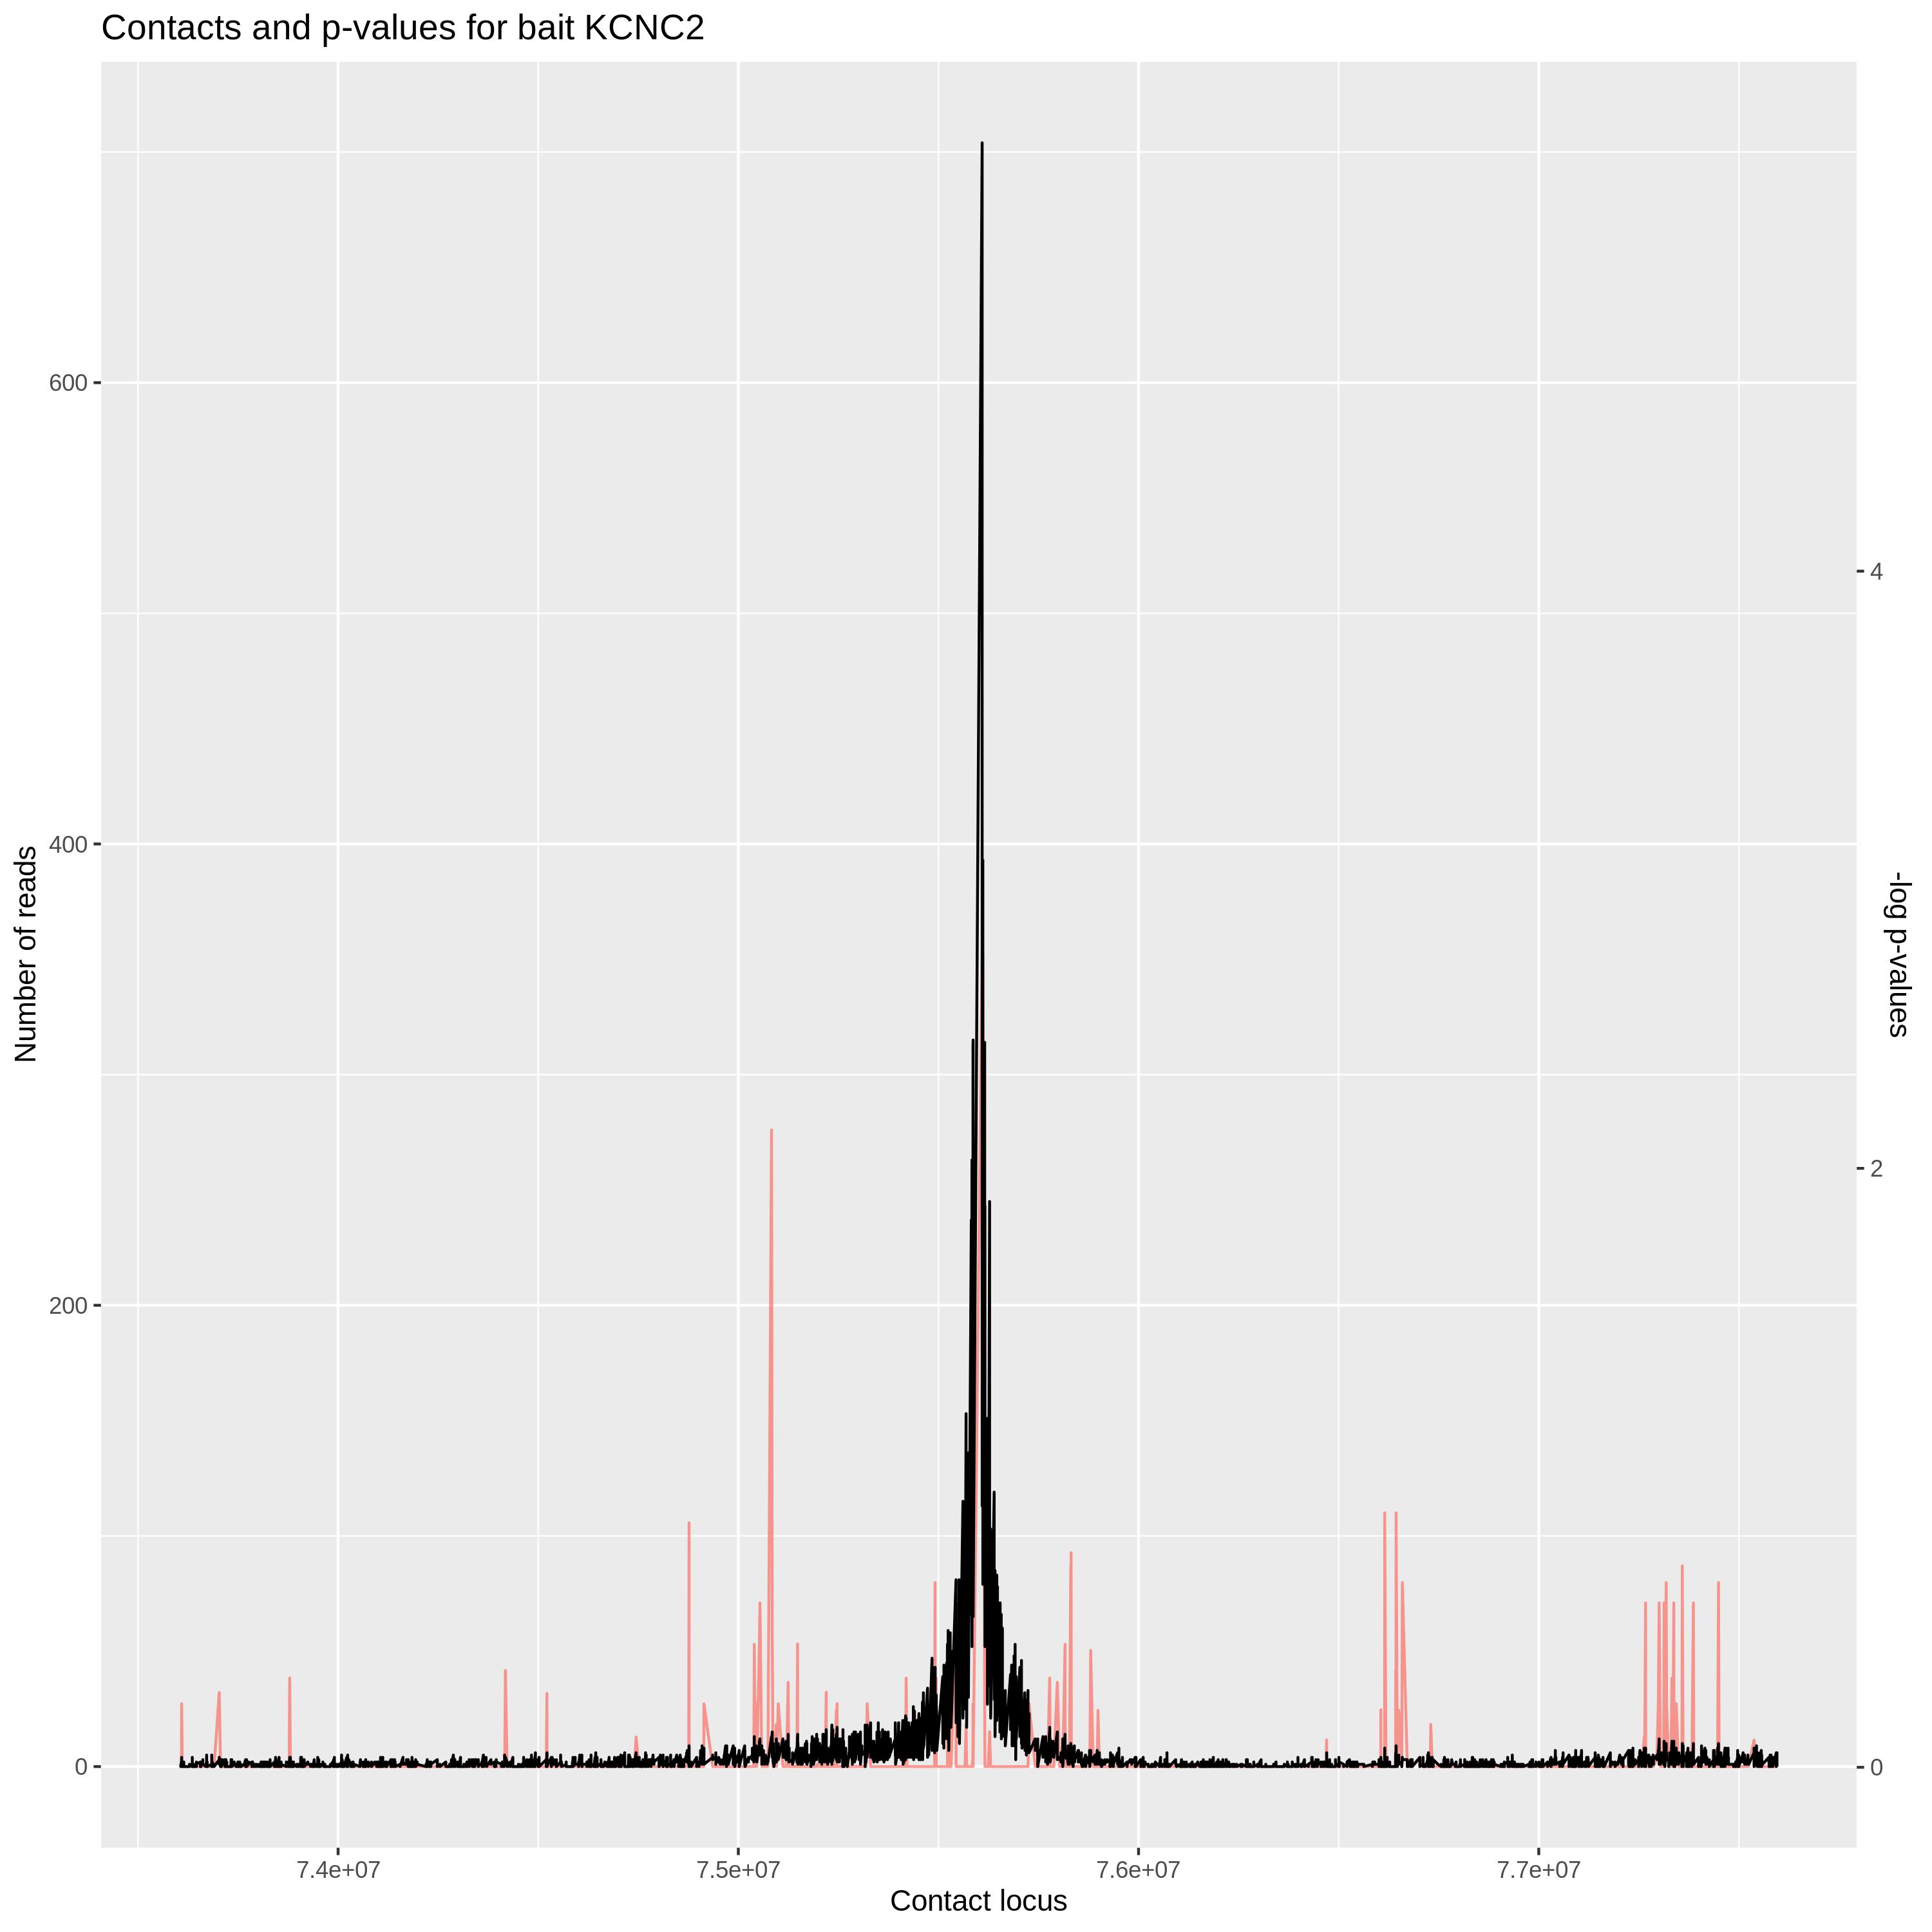 Contacts and p-values for bait KCNC2
Number of reads
600
400
200
0
4
2
0
-log p-values
7.4e+07
7.5e+07
7.6e+07
7.7e+07
Contact locus